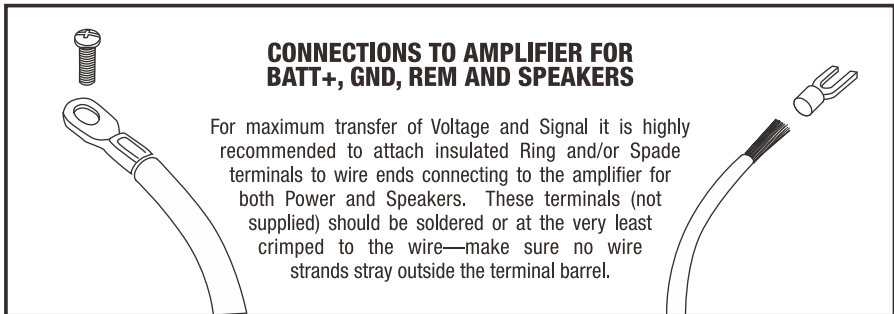 CONNECTIONS TO AMPLIFIER FOR
BATT+, GND, REM AND SPEAKERS
For maximum transfer of Voltage and Signal it is highly
recommended to attach insulated Ring and/or Spade
terminals to wire ends connecting to the amplifier for
both Power and Speakers. These terminals (not
supplied) should be soldered or at the very least
crimped to the wire—make sure no wire
strands stray outside the terminal barrel.